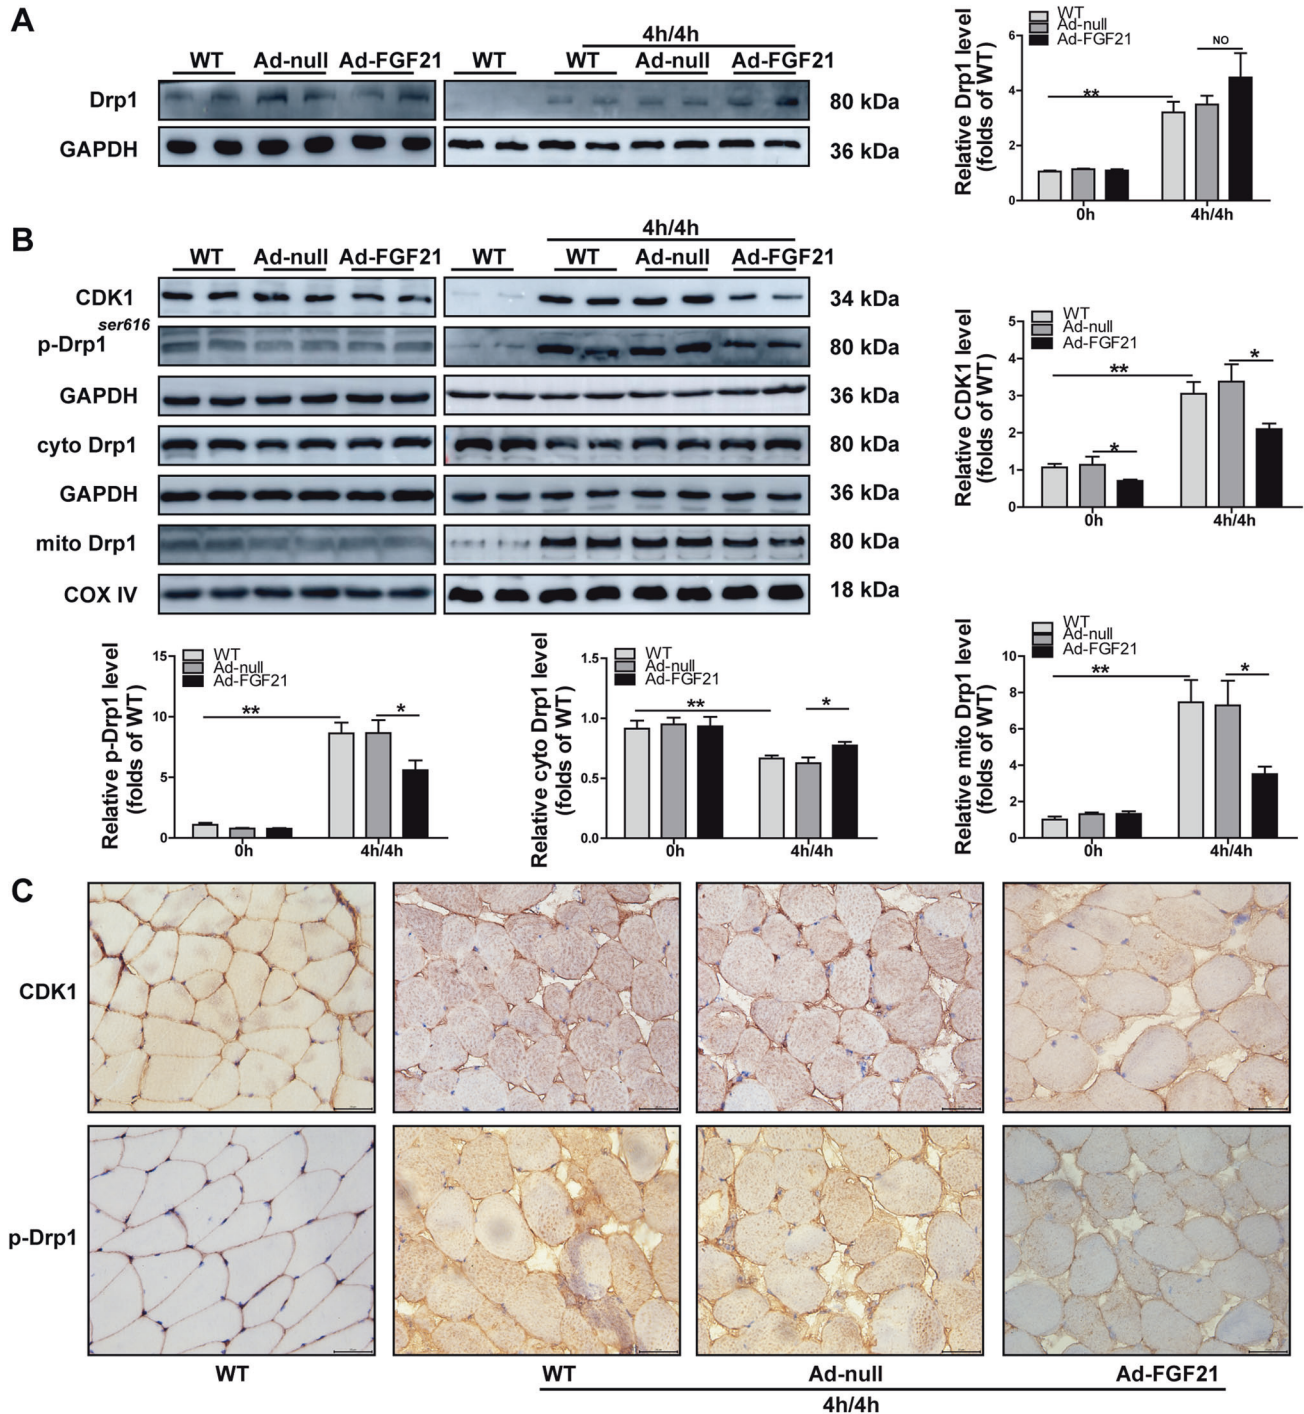 A
4h/4h
WT Ad-null Ad-FGF21 WT WT Ad-null Ad-FGF21
Drp1 80 kDa
GAPDH 36 kDa
WT
Ad-null
Ad-FGF21
Relative Drp1 level
(folds of WT)
6
4
2
0
**
NO
0h 4h/4h
B
4h/4h
WT Ad-null Ad-FGF21 WT WT Ad-null Ad-FGF21
CDK1 34 kDa
p-Drp1 ser616 80 kDa
GAPDH 36 kDa
cyto Drp1 80 kDa
GAPDH 36 kDa
mito Drp1 80 kDa
COX IV 18 kDa
WT
Ad-null
Ad-FGF21
Relative CDK1 level
(folds of WT)
5
4
3
2
1
0
*
**
*
0h 4h/4h
WT
Ad-null
Ad-FGF21
Relative p-Drp1 level
(folds of WT)
15
10
5
0
**
*
0h 4h/4h
WT
Ad-null
Ad-FGF21
Relative cyto Drp1 level
(folds of WT)
1.5
1.0
0.5
0.0
**
*
0h 4h/4h
WT
Ad-null
Ad-FGF21
Relative mito Drp1 level
(folds of WT)
10
8
6
4
2
0
**
*
0h 4h/4h
C
CDK1
p-Drp1
WT WT Ad-null Ad-FGF21
4h/4h